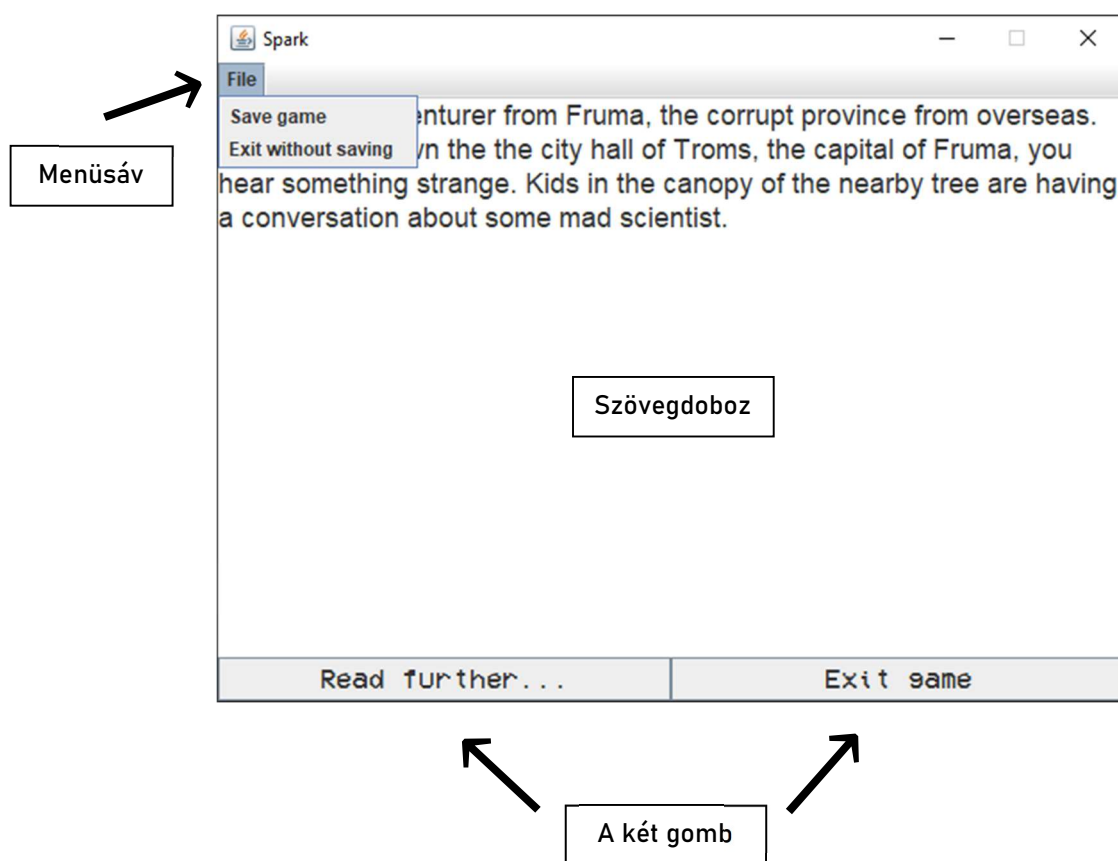 Spark
File
Save game
enturer from Fruma, the corrupt province from overseas.
Exit without saving
the the city hall of Troms, the capital of Fruma, you
Menüsáv
hear something strange. Kids in the canopy of the nearby tree are having
a conversation about some mad scientist.
Szövegdoboz
Read further...
Exit game
A két gomb